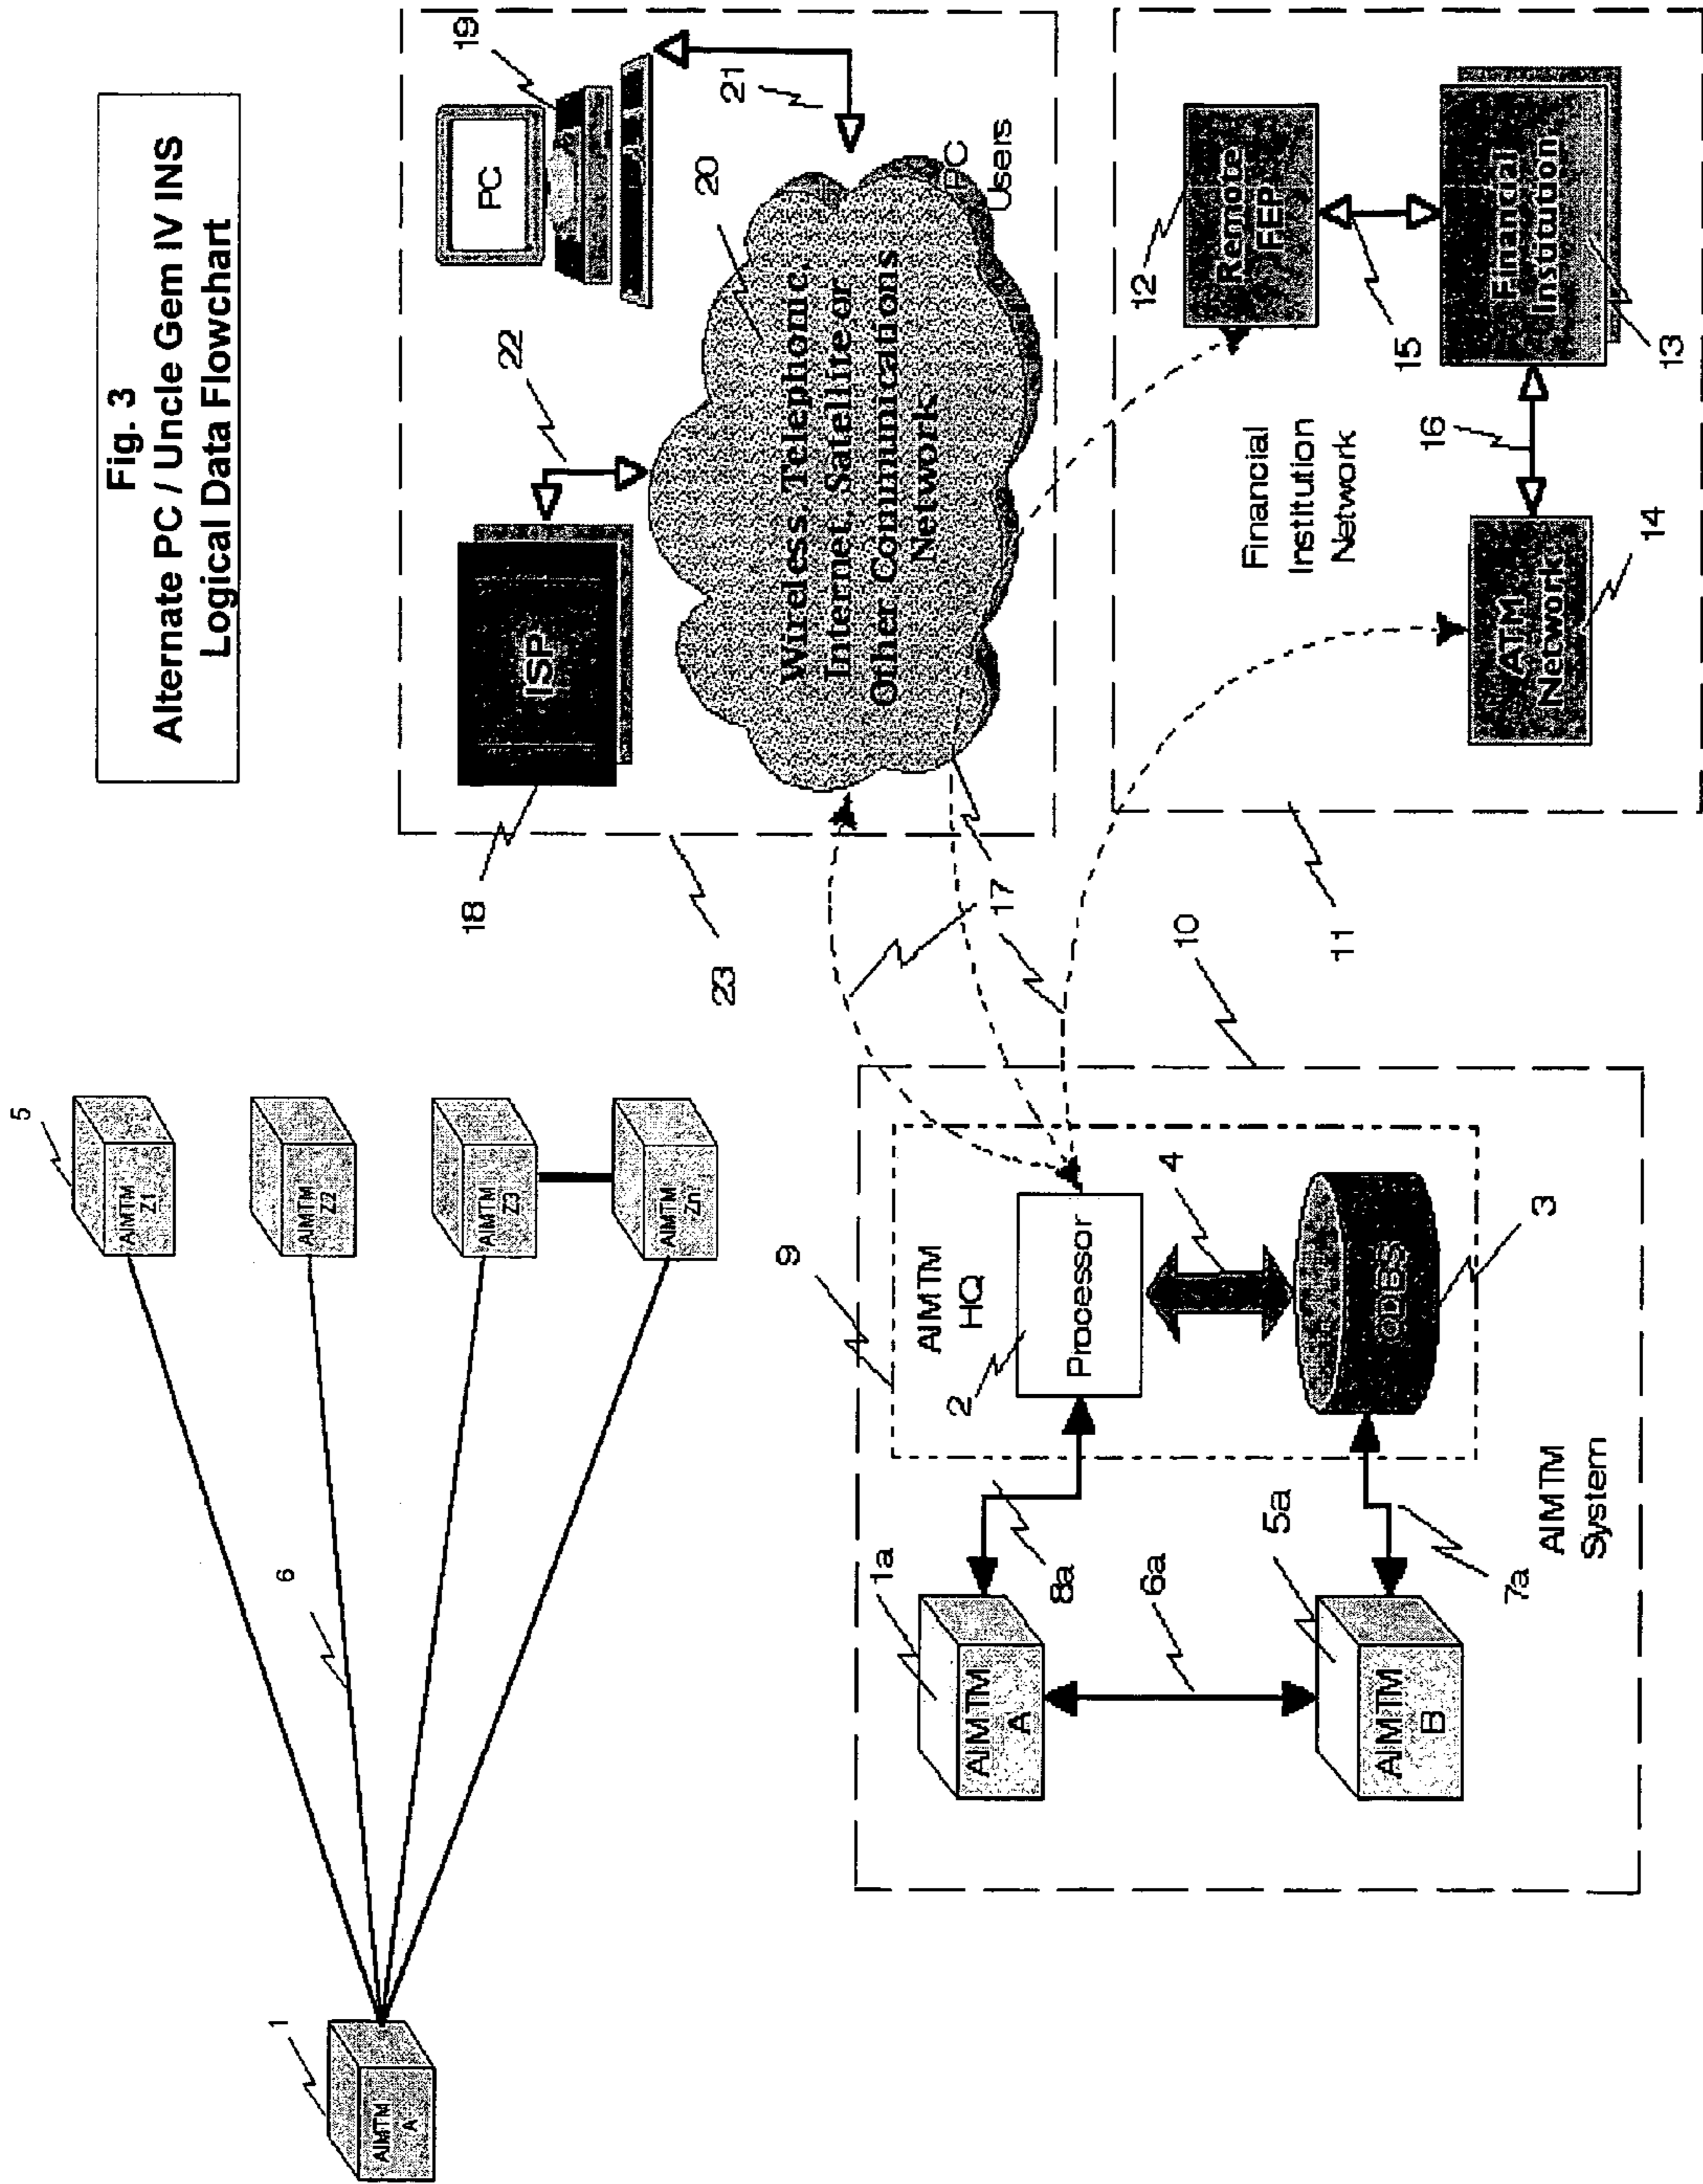 Fig. 3
Alternate PC / Uncle Gem IV INS
Logical Data Flowchart
1
AIMTM
A
6
5
AIMTM
Z1
AIMTM
Z2
AIMTM
Z3
AIMTM
Zn
18
ISP
22
PC
19
21
20
Wireless, Telephonic,
Internet, Satellite or
Other Communications
Network
PC
Users
23
17
10
9
AIMTM
HQ
2
Processor
4
3
8a
1a
AIMTM
A
6a
5a
AIMTM
B
7a
AIMTM
System
11
Financial
Institution
Network
12
Remote
FEP
15
Financial
Institution
13
16
ATM
Network
14